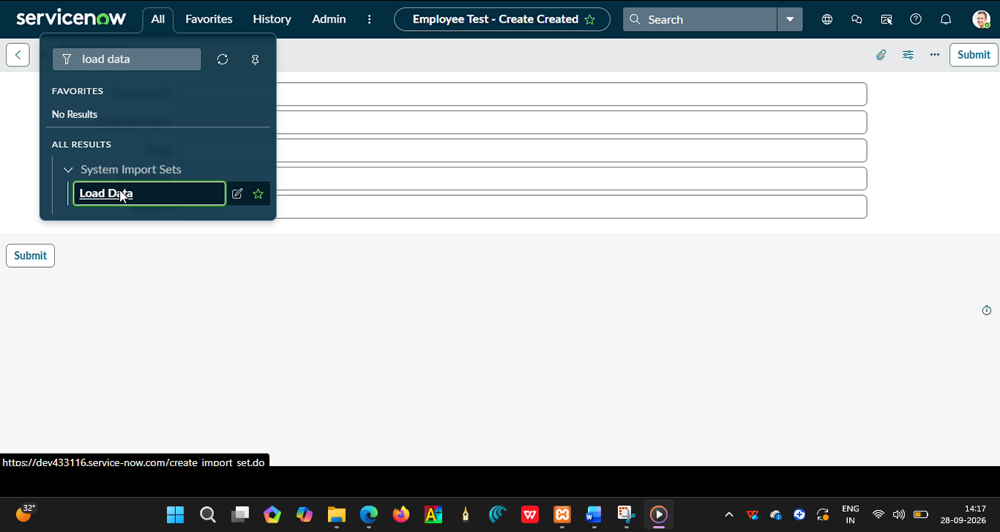 servicenow All Favorites History Admin Employee Test - Create Created Search
load data
Submit
FAVORITES
No Results
ALL RESULTS
System Import Sets
Load Data
Submit
https://dev433116.service-now.com/create_import_set.do
32°
ENG
IN
14:17
28-09-2026